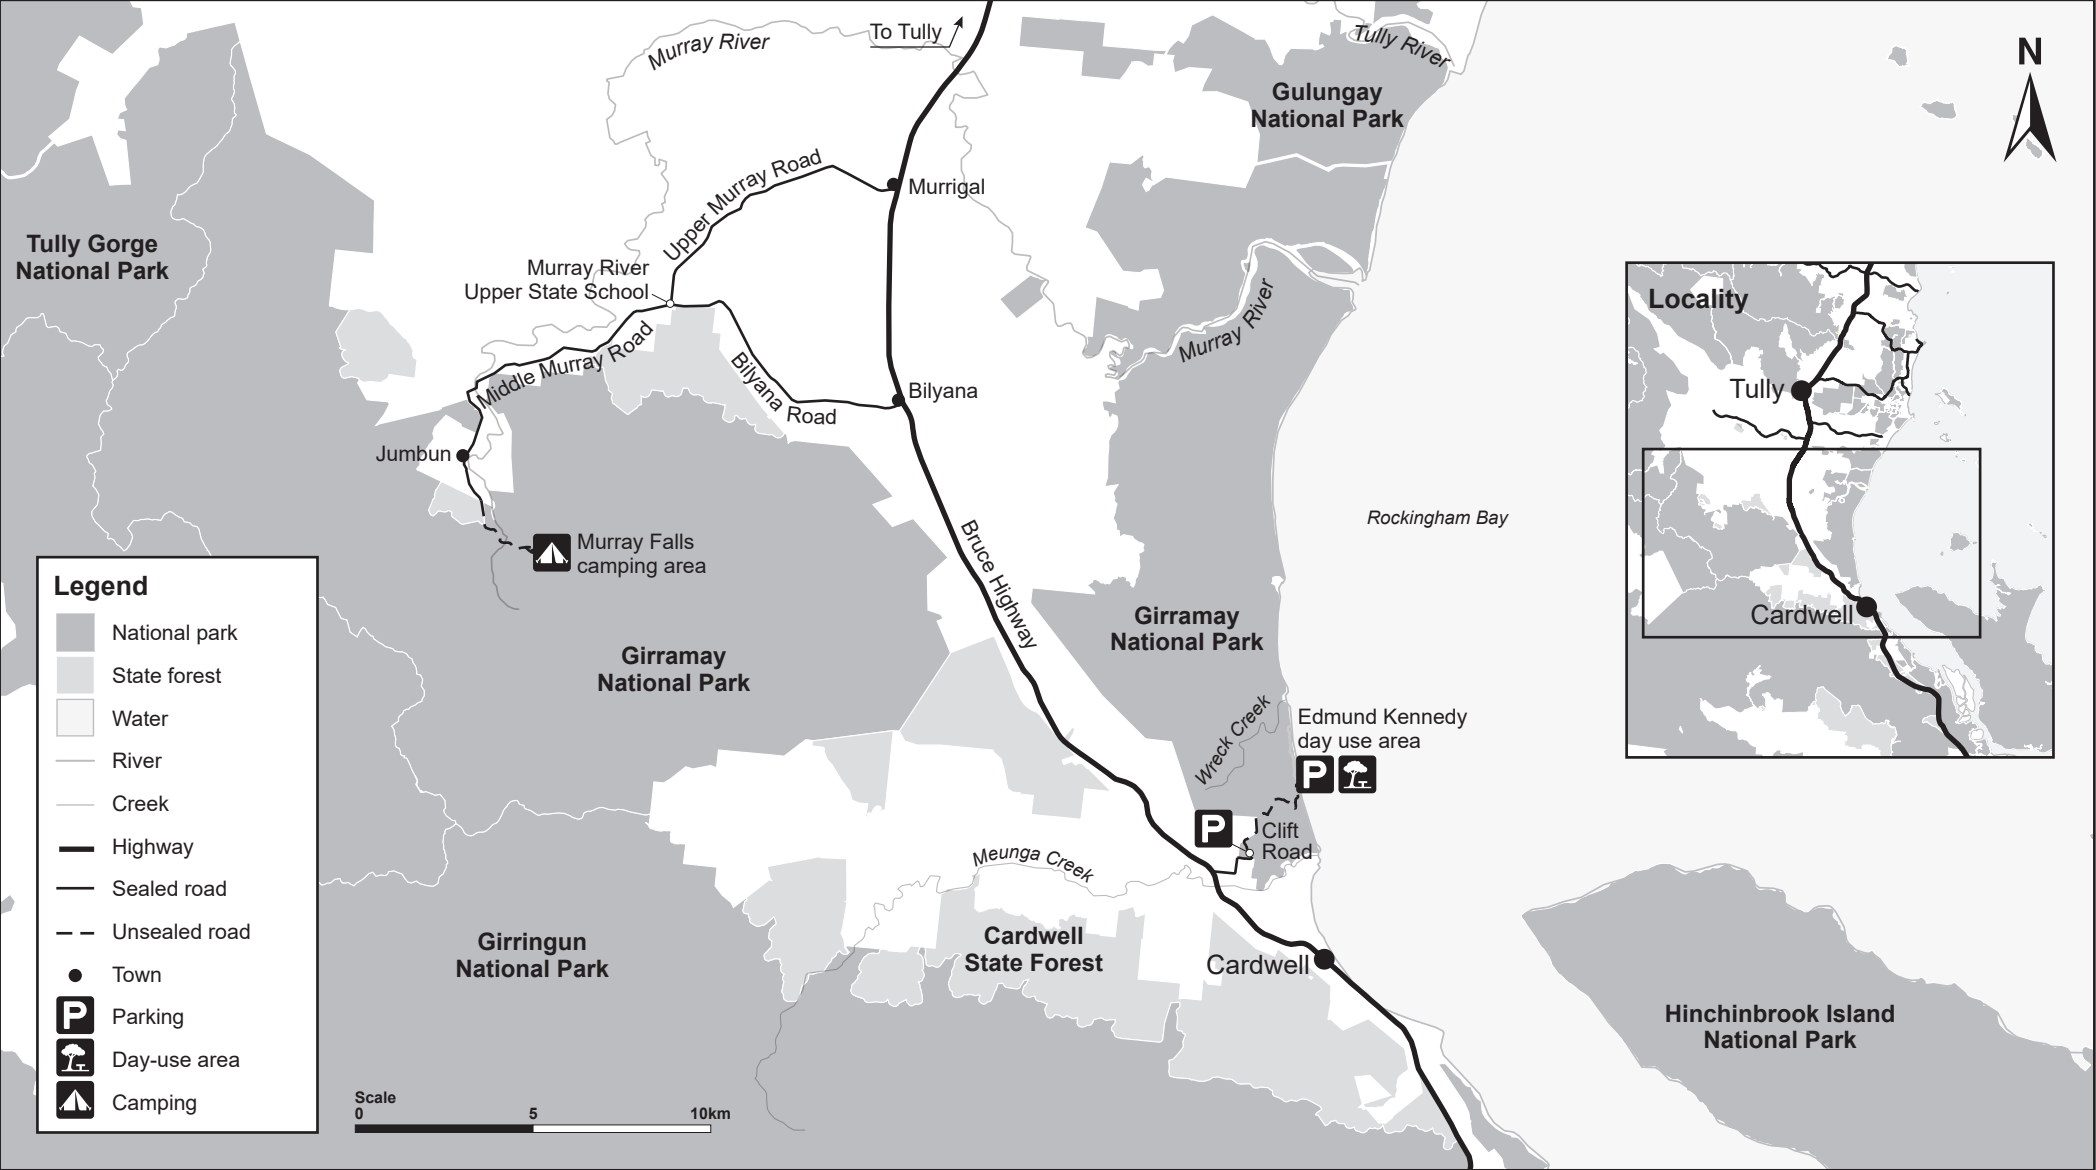 To Tully
Murray River
Tully River
N
Gulungay
National Park
Upper Murray Road
Murrigal
Tully Gorge
National Park
Murray River
Upper State School
Murray River
Locality
Tully
Cardwell
Middle Murray Road
Bilyana Road
Bilyana
Jumbun
Bruce Highway
Rockingham Bay
Murray Falls
camping area
Girramay
National Park
Girramay
National Park
Wreck Creek
Edmund Kennedy
day use area
P
P
Clift
Road
Meunga Creek
Girringun
National Park
Cardwell
State Forest
Cardwell
Hinchinbrook Island
National Park
Legend
National park
State forest
Water
River
Creek
Highway
Sealed road
Unsealed road
Town
P Parking
Day-use area
Camping
Scale
0 5 10km